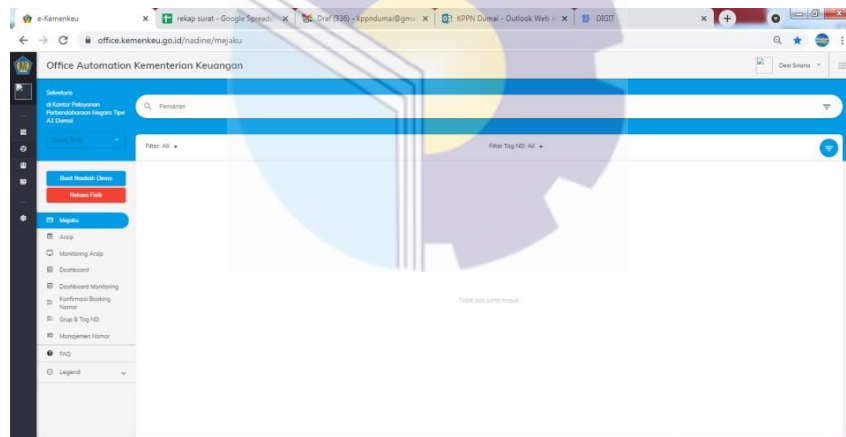 e-Kemenkeu
rekap surat - Google Spreads
Draf (336) - kppndumai@gma
KPPN Dumai - Outlook Web A
DIGIT
office.kemenkeu.go.id/nadine/mejaku
Office Automation Kementerian Keuangan
Desi Sriana
Sekretaris
di Kantor Pelayanan
Perbendaharaan Negara Tipe
A2 Dumai
Pencarian
Filter: All
Filter Tag ND: All
Buat Naskah Dinas
Rekam Fisik
Mejaku
Arsip
Monitoring Arsip
Dashboard
Dashboard Monitoring
Konfirmasi Booking
Nomor
Grup & Tag ND
Manajemen Nomor
FAQ
Legend
Tidak ada surat masuk